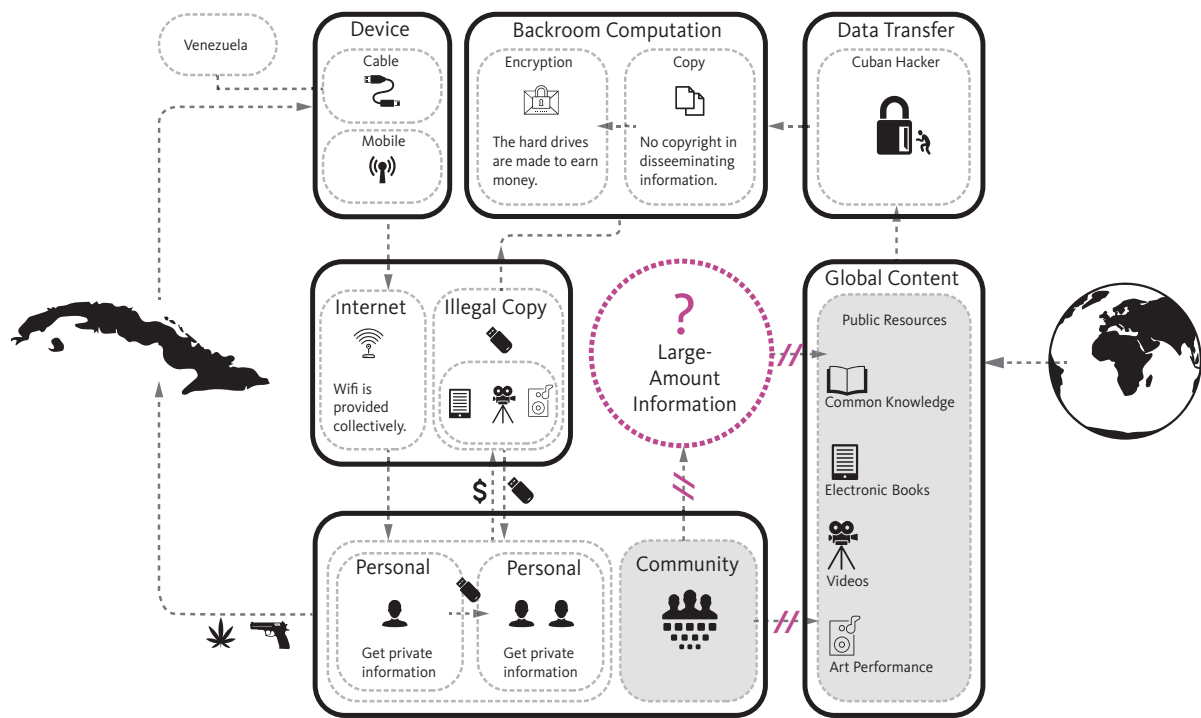 Venezuela
Device
Cable
Mobile
Backroom Computation
Encryption
The hard drives
are made to earn
money.
Copy
No copyright in
disseeminating
information.
Data Transfer
Cuban Hacker
Internet
Wifi is
provided
collectively.
Illegal Copy
$
?
Large-
Amount
Information
Global Content
Public Resources
Common Knowledge
Electronic Books
Videos
Art Performance
Personal
Get private
information
Personal
Get private
information
Community